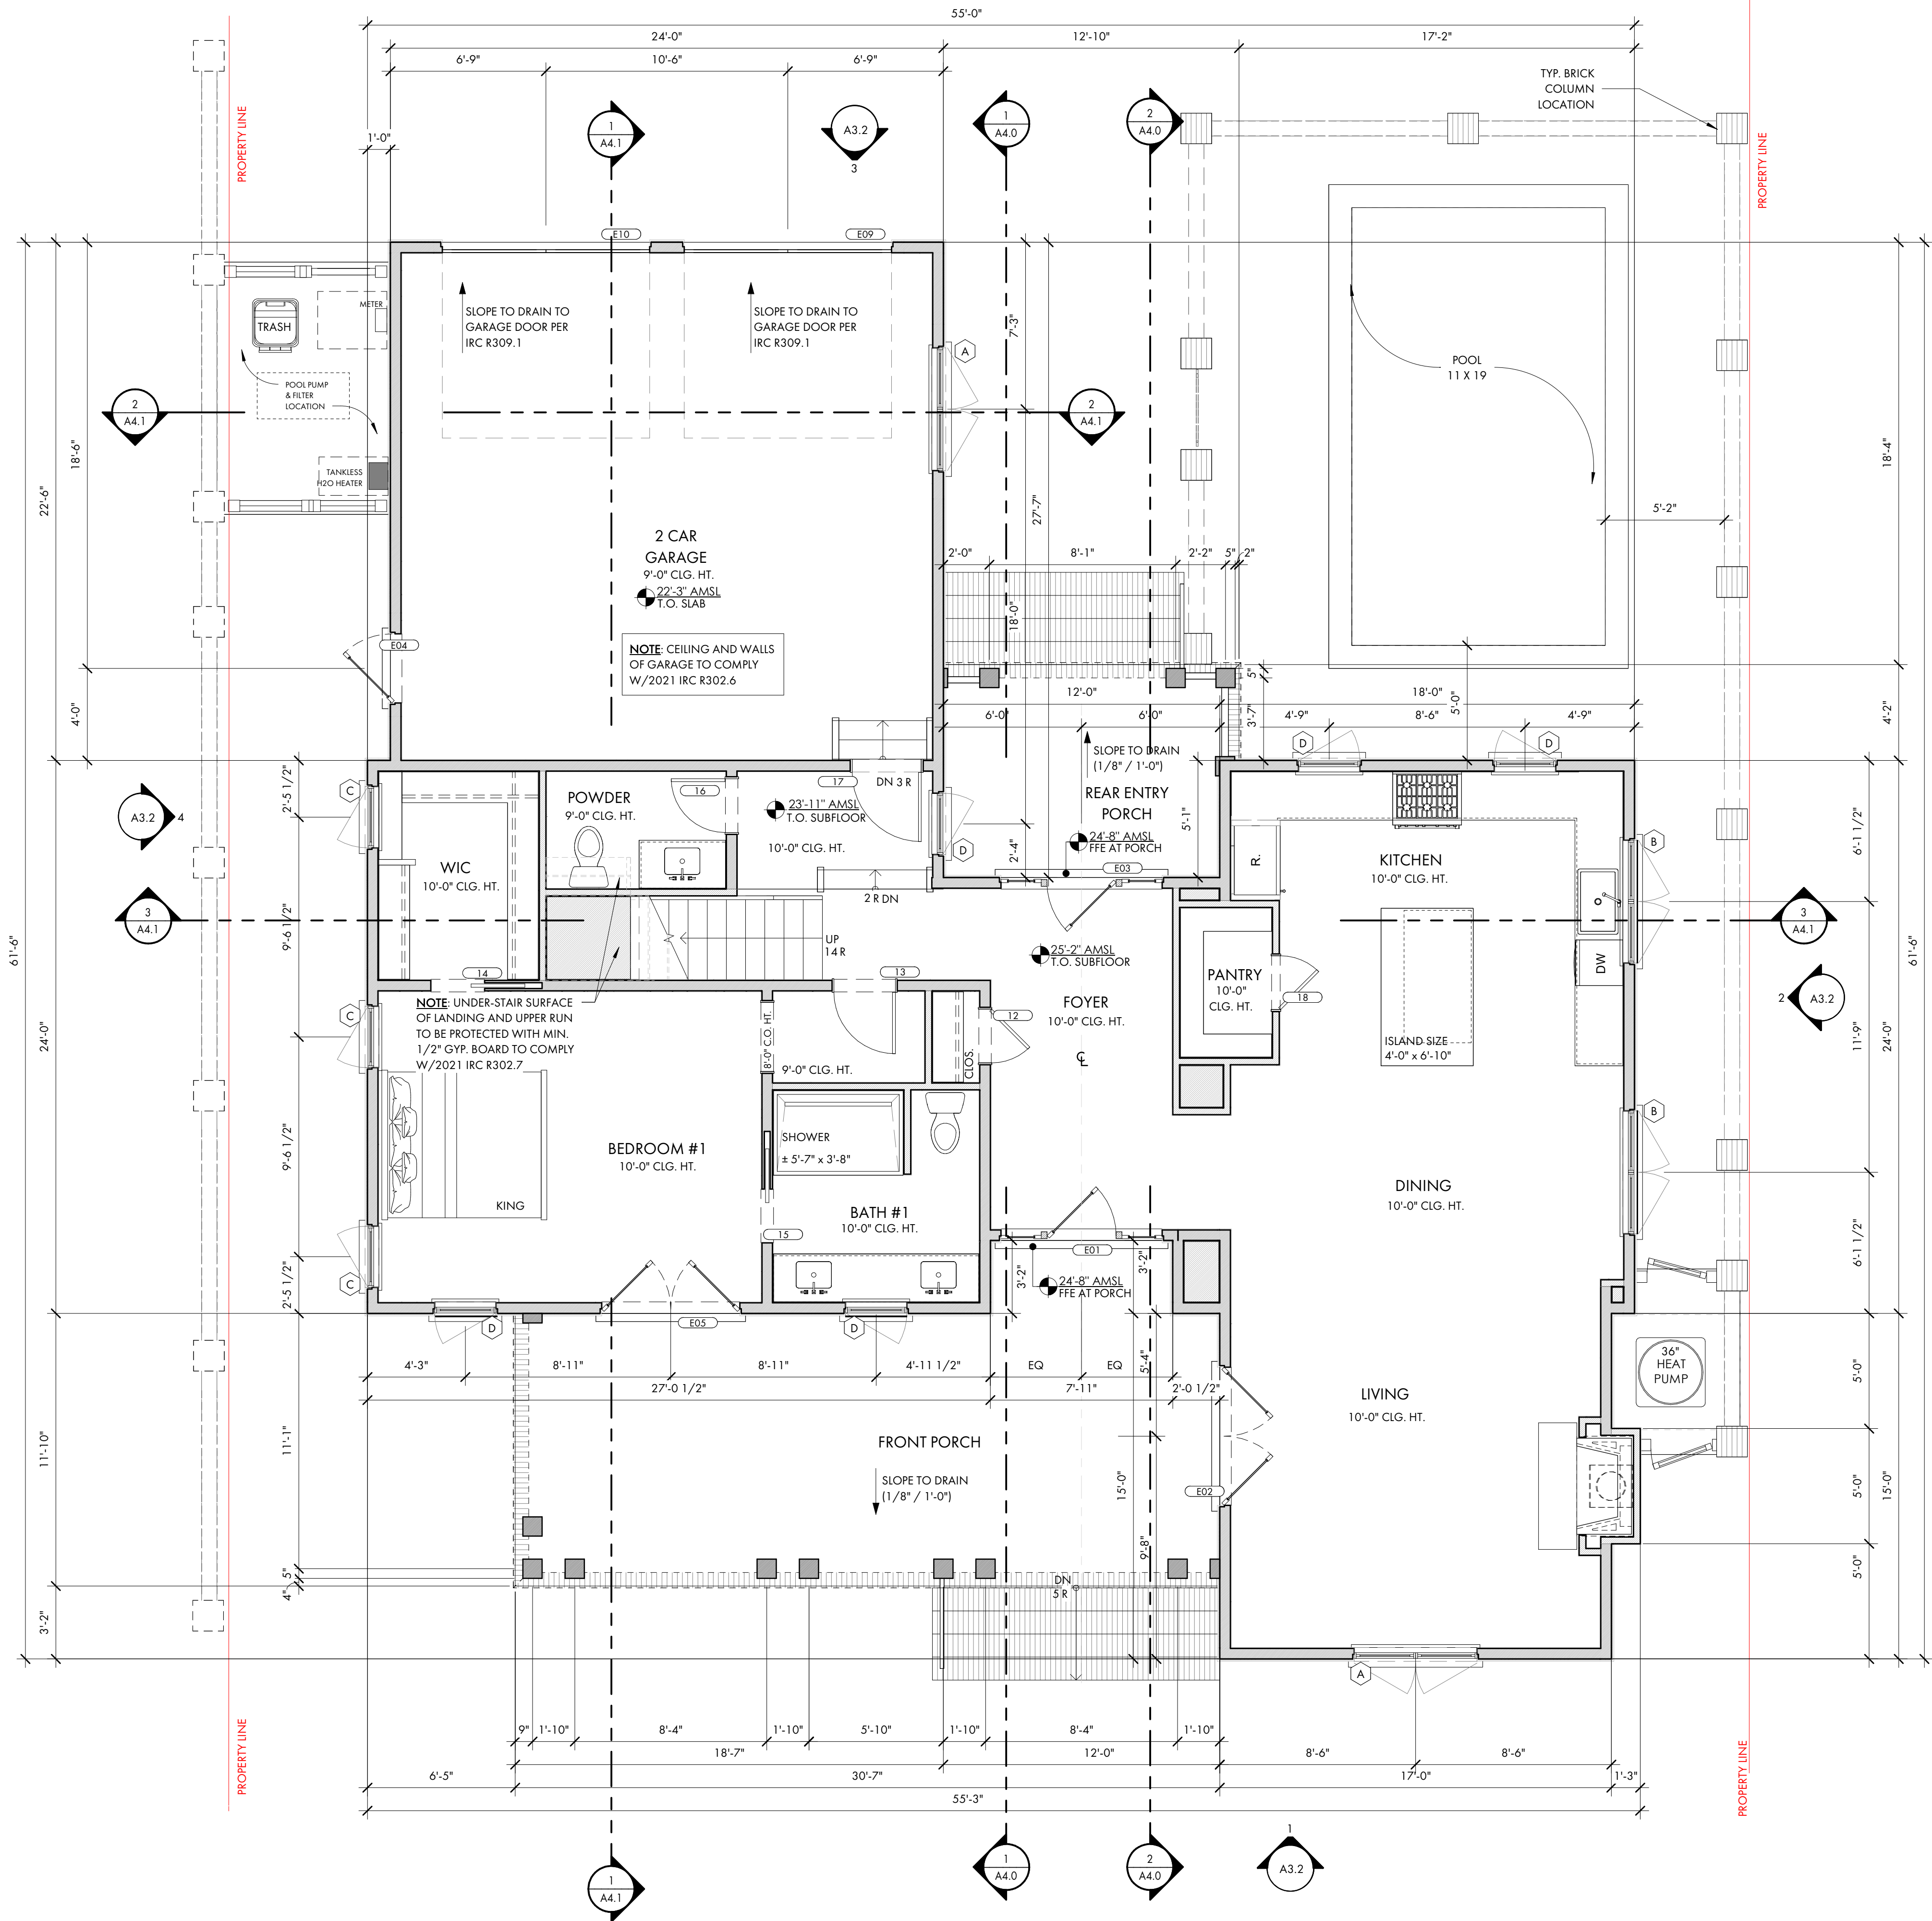 55'-0"
24'-0"
12'-10"
17'-2"
6'-9"
10'-6"
6'-9"
TYP. BRICK
COLUMN
LOCATION
PROPERTY LINE
PROPERTY LINE
1'-0"
1
A4.1
A3.2
3
1
A4.0
2
A4.0
E10
E09
METER
TRASH
SLOPE TO DRAIN TO
GARAGE DOOR PER
IRC R309.1
SLOPE TO DRAIN TO
GARAGE DOOR PER
IRC R309.1
7'-3"
A
POOL
11 X 19
POOL PUMP
& FILTER
LOCATION
2
A4.1
2
A4.1
18'-6"
18'-4"
TANKLESS
H2O HEATER
22'-6"
27'-7"
5'-2"
2 CAR
GARAGE
9'-0" CLG. HT.
22'-3" AMSL
T.O. SLAB
2'-0"
8'-1"
2'-2"
5"
2"
18'-0"
E04
NOTE: CEILING AND WALLS
OF GARAGE TO COMPLY
W/2021 IRC R302.6
5"
12'-0"
18'-0"
5'-0"
4'-0"
6'-0"
6'-0"
3'-7"
4'-9"
8'-6"
4'-9"
4'-2"
SLOPE TO DRAIN
(1/8" / 1'-0")
D
D
2'-5 1/2"
C
POWDER
9'-0" CLG. HT.
16
17
DN 3 R
23'-11" AMSL
T.O. SUBFLOOR
REAR ENTRY
PORCH
24'-8" AMSL
FFE AT PORCH
5'-1"
A3.2
4
10'-0" CLG. HT.
D
2'-4"
6'-1 1/2"
B
WIC
10'-0" CLG. HT.
E03
R.
KITCHEN
10'-0" CLG. HT.
2 R DN
3
A4.1
9'-6 1/2"
UP
14 R
3
A4.1
61'-6"
61'-6"
25'-2" AMSL
T.O. SUBFLOOR
DW
14
13
PANTRY
10'-0"
CLG. HT.
18
2
A3.2
C
NOTE: UNDER-STAIR SURFACE
OF LANDING AND UPPER RUN
TO BE PROTECTED WITH MIN.
1/2" GYP. BOARD TO COMPLY
W/2021 IRC R302.7
8'-0" C.O. HT.
12
FOYER
10'-0" CLG. HT.
24'-0"
11'-9"
24'-0"
ISLAND SIZE
4'-0" x 6'-10"
9'-0" CLG. HT.
CLOS.
B
SHOWER
± 5'-7" x 3'-8"
9'-6 1/2"
BEDROOM #1
10'-0" CLG. HT.
KING
BATH #1
10'-0" CLG. HT.
15
DINING
10'-0" CLG. HT.
E01
6'-1 1/2"
2'-5 1/2"
C
3'-2"
24'-8" AMSL
FFE AT PORCH
3'-2"
D
E05
D
4'-3"
8'-11"
8'-11"
4'-11 1/2"
EQ
EQ
5'-4"
36"
HEAT
PUMP
5'-0"
27'-0 1/2"
7'-11"
2'-0 1/2"
LIVING
10'-0" CLG. HT.
11'-10"
11'-1"
FRONT PORCH
SLOPE TO DRAIN
(1/8" / 1'-0")
15'-0"
E02
5'-0"
15'-0"
9'-8"
4"
5"
DN
5 R
5'-0"
3'-2"
A
PROPERTY LINE
PROPERTY LINE
9"
1'-10"
8'-4"
1'-10"
5'-10"
1'-10"
8'-4"
1'-10"
18'-7"
12'-0"
8'-6"
8'-6"
6'-5"
30'-7"
17'-0"
1'-3"
55'-3"
1
A4.1
1
A4.0
2
A4.0
1
A3.2